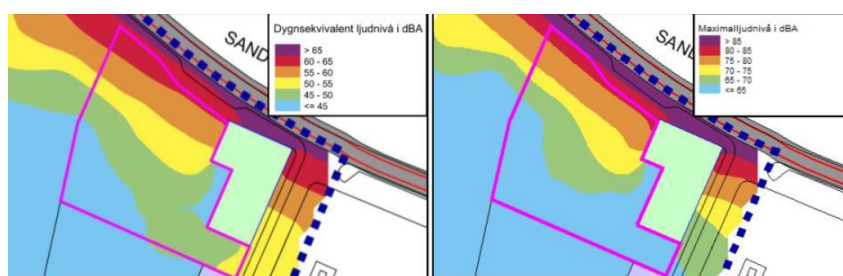 Dygnsekvivalent ljudnivå i dBA
> 65
60 - 65
55 - 60
50 - 55
45 - 50
<= 45
SAND
Maximalljudnivå i dBA
> 85
80 - 85
75 - 80
70 - 75
65 - 70
<= 65
SAND